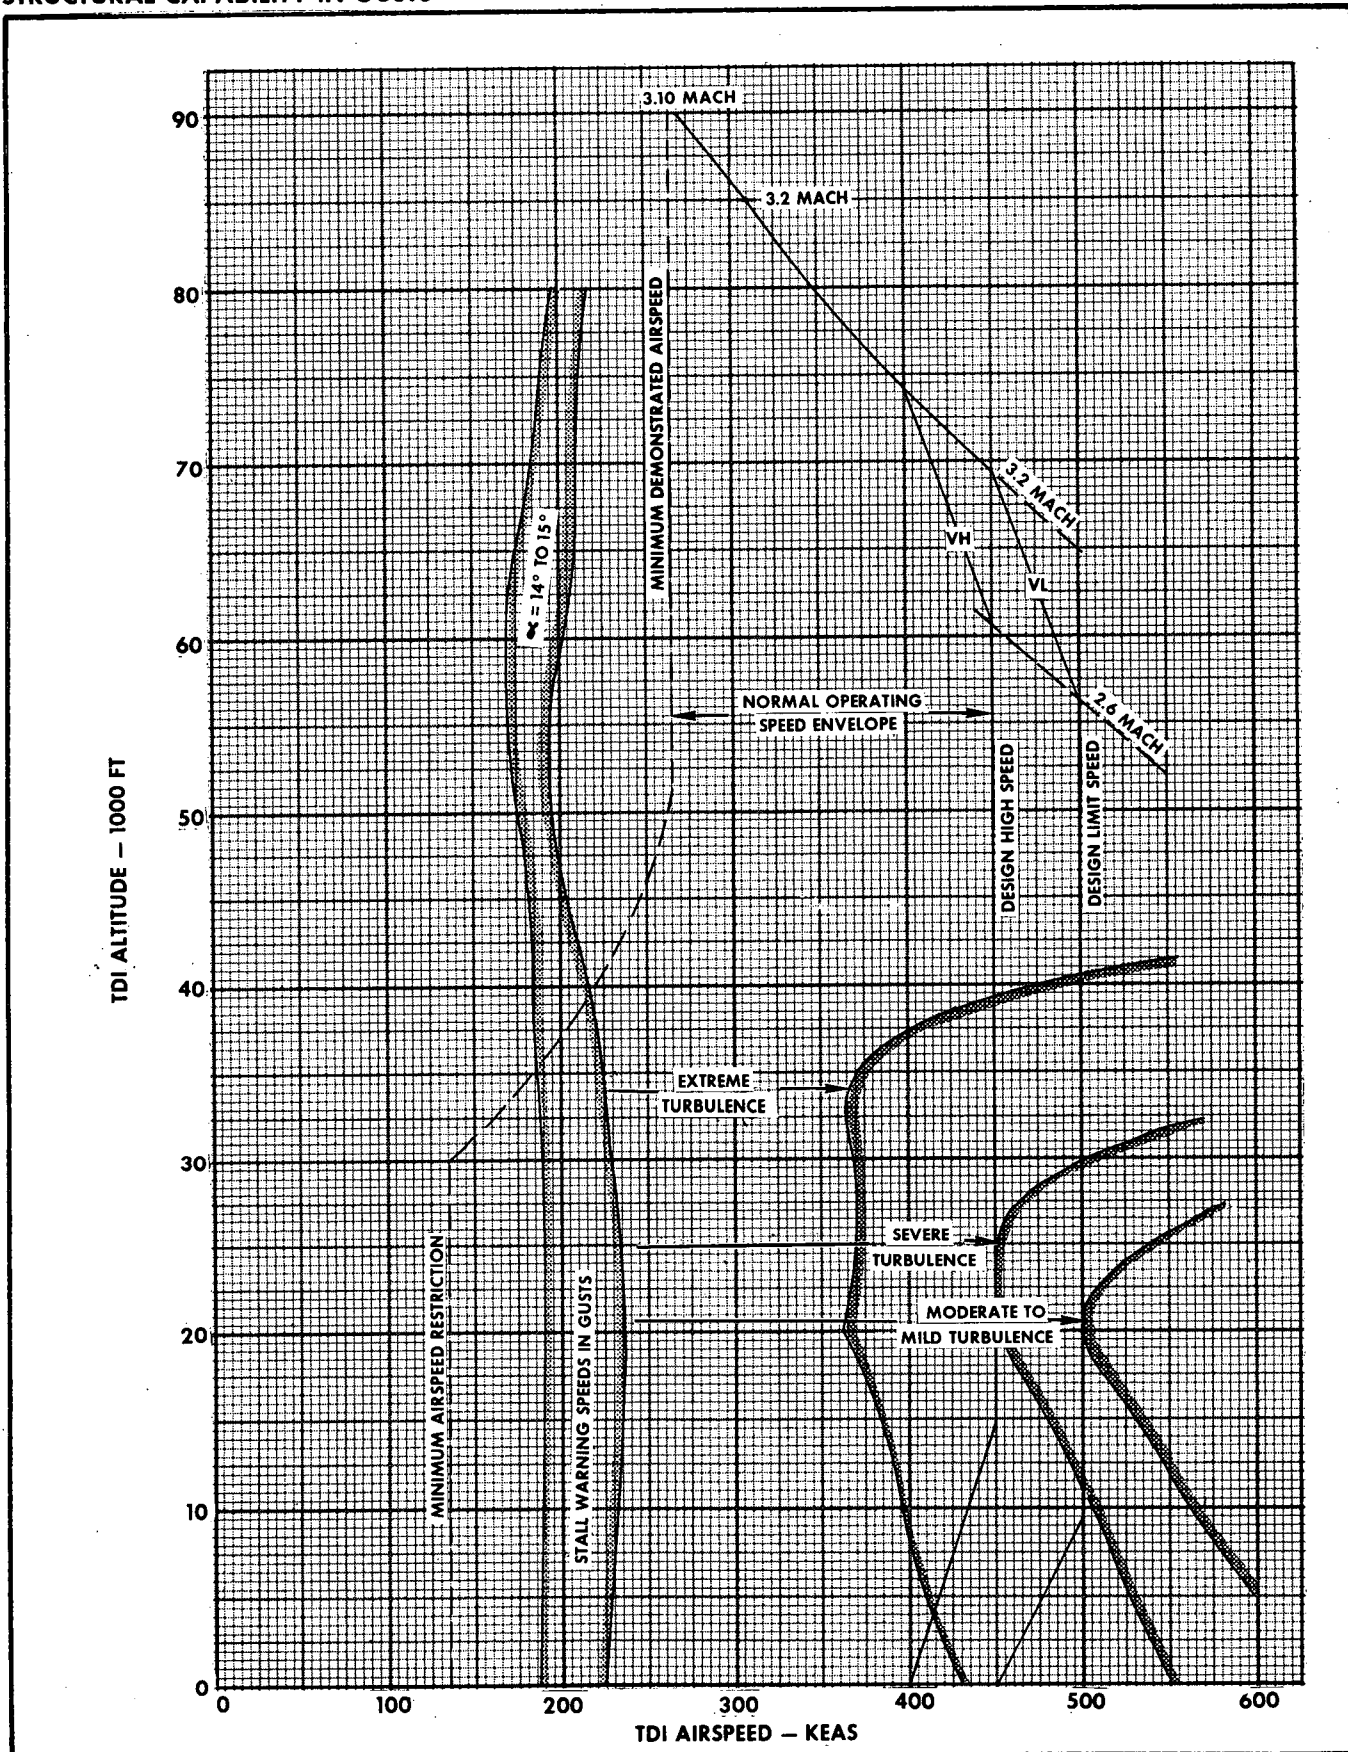 STRUCTURAL CAPABILITY IN GUSTS
3.10 MACH
90
3.2 MACH
80
MINIMUM DEMONSTRATED AIRSPEED
70
3.2 MACH
α = 14° TO 15°
VH
VL
60
NORMAL OPERATING
SPEED ENVELOPE
2.6 MACH
DESIGN HIGH SPEED
DESIGN LIMIT SPEED
50
TDI ALTITUDE — 1000 FT
40
EXTREME
TURBULENCE
30
SEVERE
TURBULENCE
MINIMUM AIRSPEED RESTRICTION
STALL WARNING SPEEDS IN GUSTS
MODERATE TO
MILD TURBULENCE
20
10
0
0 100 200 300 400 500 600
TDI AIRSPEED — KEAS